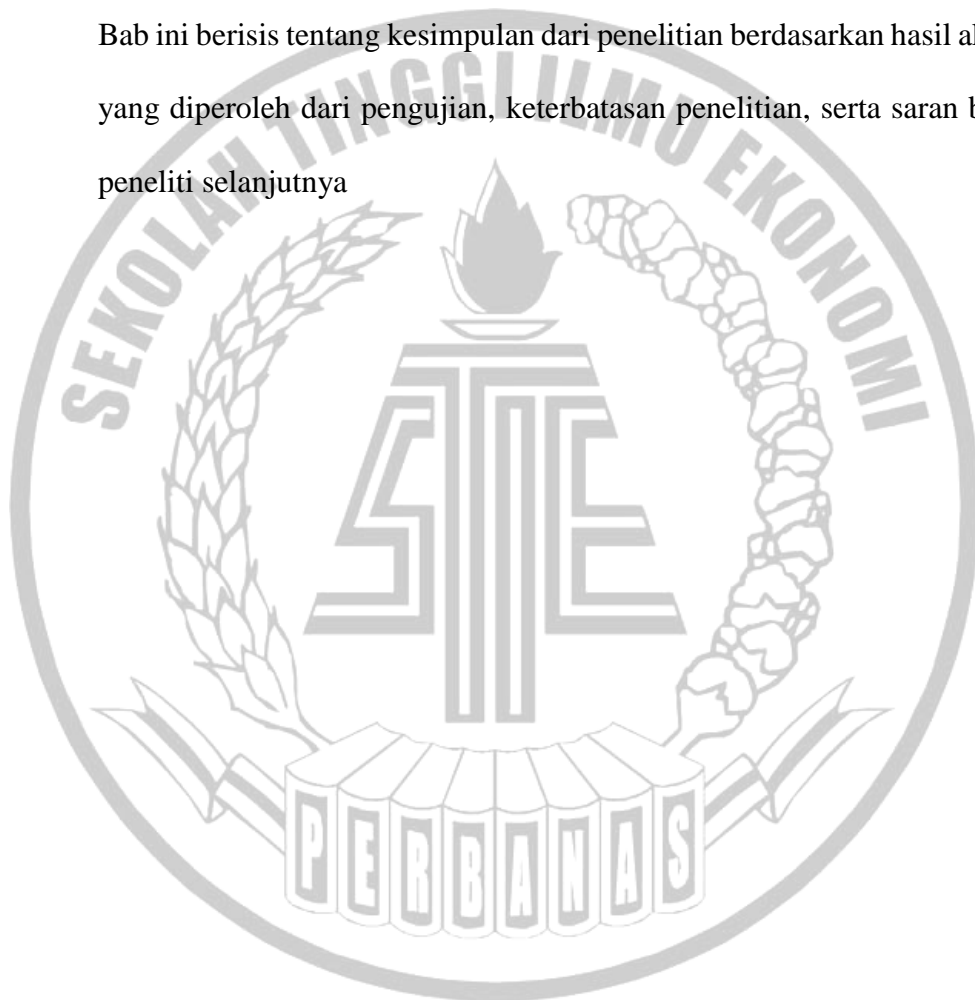 Bab ini berisis tentang kesimpulan dari penelitian berdasarkan hasil
yang diperoleh dari pengujian, keterbatasan penelitian, serta saran
peneliti selanjutnya
SEKOLAH TINGGI ILMU EKONOMI
STIE
PERBANAS